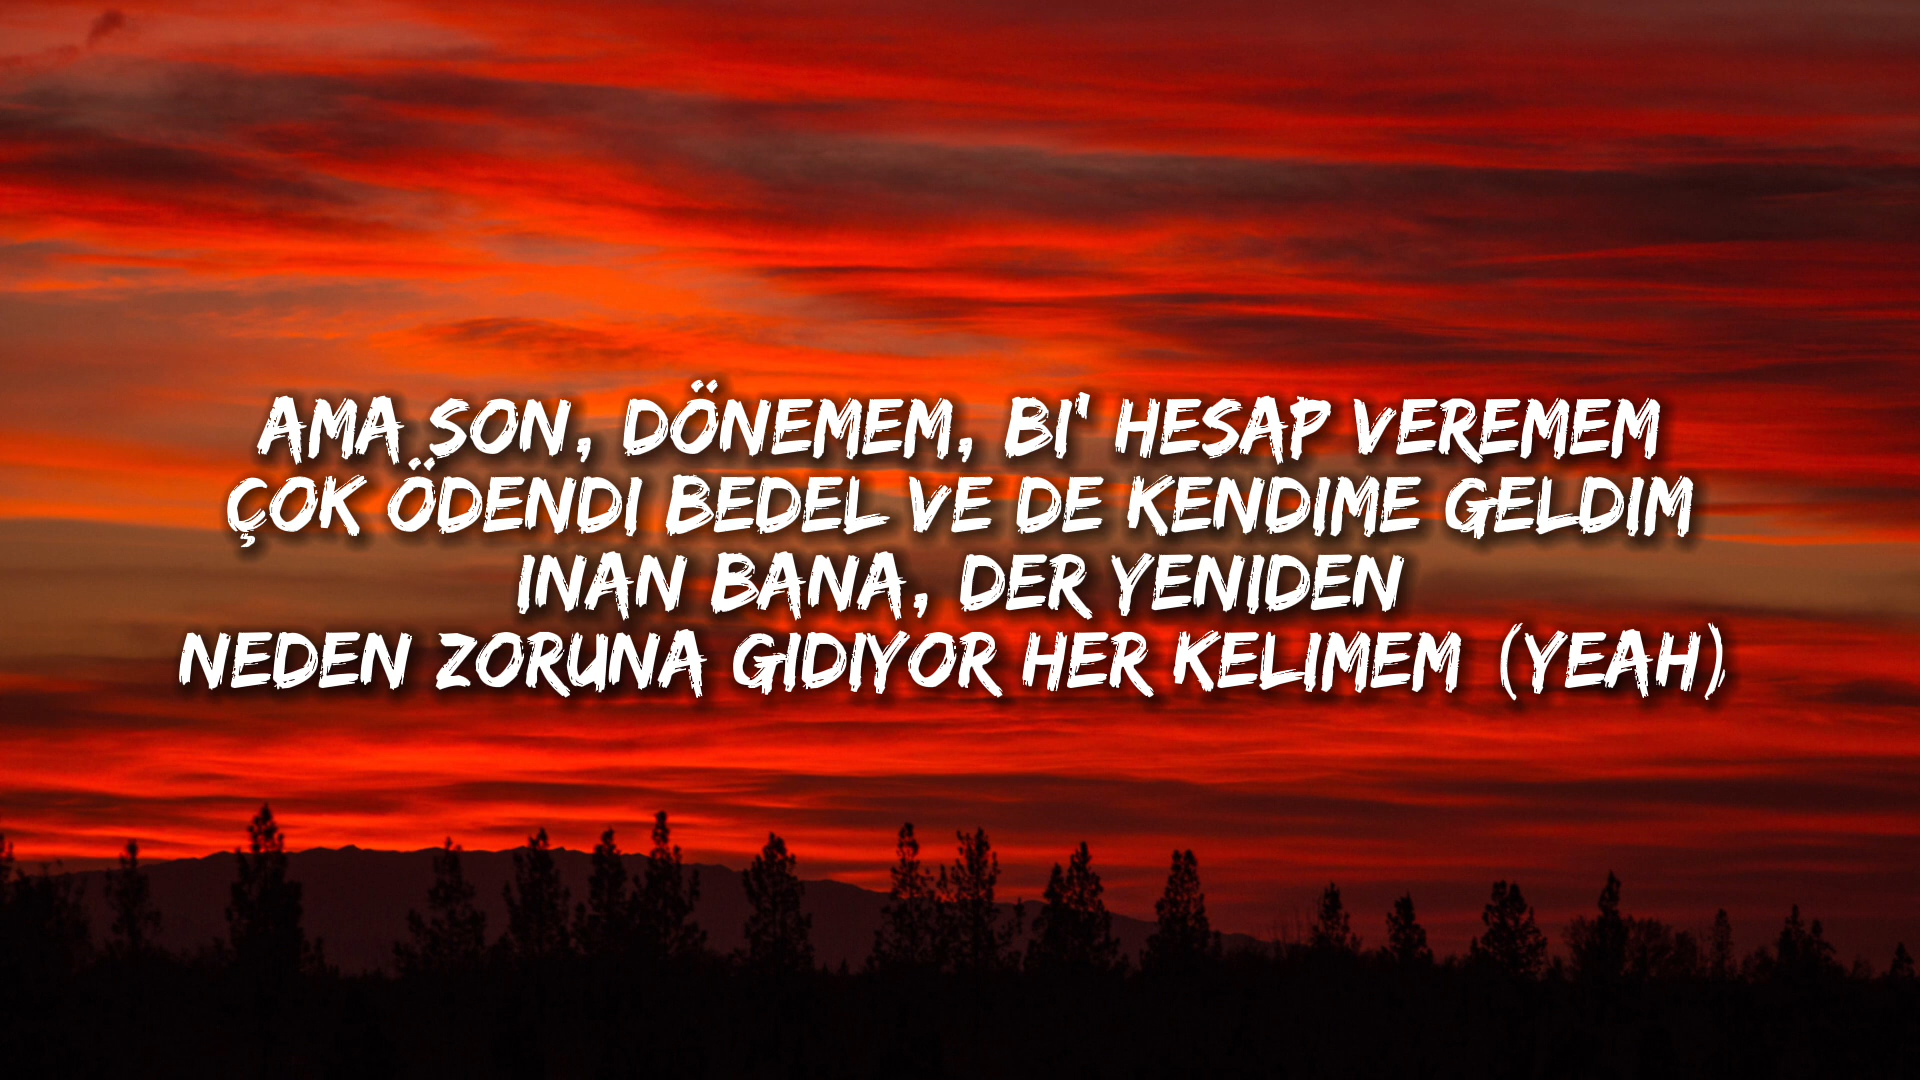 AMA SON, DÖNEMEM, BI' HESAP VEREMEM
ÇOK ÖDENDI BEDEL VE DE KENDIME GELDIM
INAN BANA, DER YENIDEN
NEDEN ZORUNA GIDIYOR HER KELIMEM (YEAH)